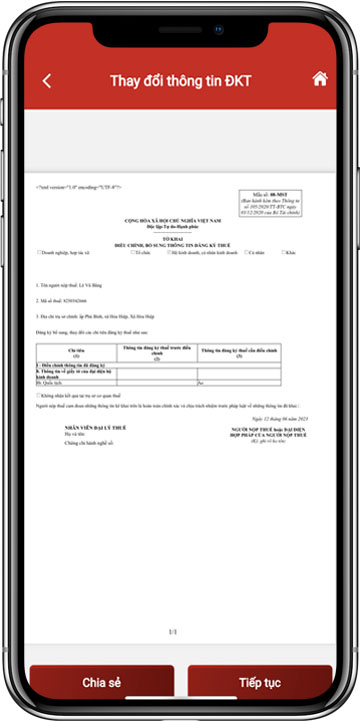 Thay đổi thông tin ĐKT
<?xml version="1.0" encoding="UTF-8"?>
Mẫu số: 08-MST
(Ban hành kèm theo Thông tư
số 105/2020/TT-BTC ngày
03/12/2020 của Bộ Tài chính)
CỘNG HÒA XÃ HỘI CHỦ NGHĨA VIỆT NAM
Độc lập-Tự do-Hạnh phúc
TỜ KHAI
ĐIỀU CHỈNH, BỔ SUNG THÔNG TIN ĐĂNG KÝ THUẾ
Doanh nghiệp, hợp tác xã Tổ chức Hộ kinh doanh, cá nhân kinh doanh Cá nhân Khác
1. Tên người nộp thuế: Lê Vũ Bằng
2. Mã số thuế:
3. Địa chỉ trụ sở chính: ấp Phú Bình, xã Hòa Hiệp, Xã Hòa Hiệp
Đăng ký bổ sung, thay đổi các chỉ tiêu đăng ký thuế như sau:
Chỉ tiêu Thông tin đăng ký thuế trước điều Thông tin đăng ký thuế cần điều chỉnh
(1) chỉnh (3)
(2)
I - Điều chỉnh thông tin đã đăng ký
8. Thông tin về giấy tờ của đại diện hộ
kinh doanh
8b. Quốc tịch Áo
Không nhận kết quả tại trụ sở cơ quan thuế
Người nộp thuế cam đoan những thông tin kê khai trên là hoàn toàn chính xác và chịu trách nhiệm trước pháp luật về những thông tin đã khai./.
Ngày 12 tháng 06 năm 2023
NHÂN VIÊN ĐẠI LÝ THUẾ NGƯỜI NỘP THUẾ hoặc ĐẠI DIỆN
Họ và tên: HỢP PHÁP CỦA NGƯỜI NỘP THUẾ
Chứng chỉ hành nghề số: (Ký, ghi rõ họ tên)
1/1
Chia sẻ Tiếp tục